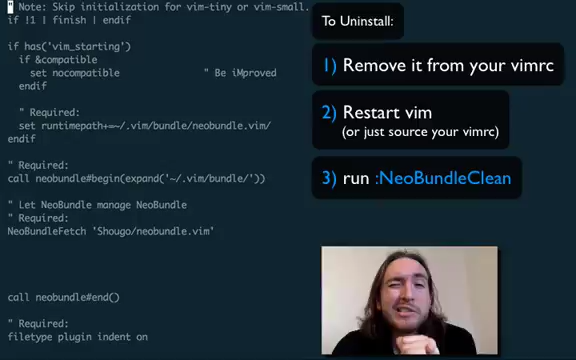 " Note: Skip initialization for vim-tiny or vim-small.
if !1 | finish | endif
if has('vim_starting')
if &compatible
set nocompatible " Be iMproved
endif
" Required:
set runtimepath+=~/.vim/bundle/neobundle.vim/
endif
" Required:
call neobundle#begin(expand('~/.vim/bundle/'))
" Let NeoBundle manage NeoBundle
" Required:
NeoBundleFetch 'Shougo/neobundle.vim'
call neobundle#end()
" Required:
filetype plugin indent on
To Uninstall:
1) Remove it from your vimrc
2) Restart vim
(or just source your vimrc)
3) run :NeoBundleClean